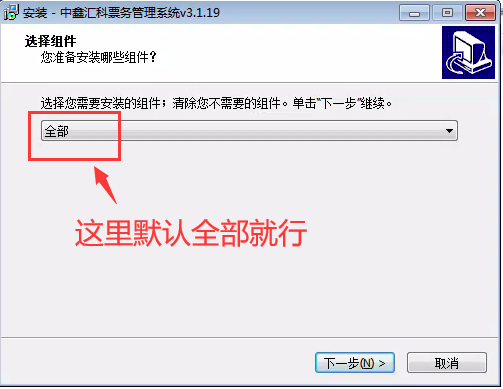 安装 - 中鑫汇科票务管理系统v3.1.19
选择组件
您准备安装哪些组件？
选择您需要安装的组件；清除您不需要的组件。单击“下一步”继续。
全部
这里默认全部就行
下一步(N) >
取消